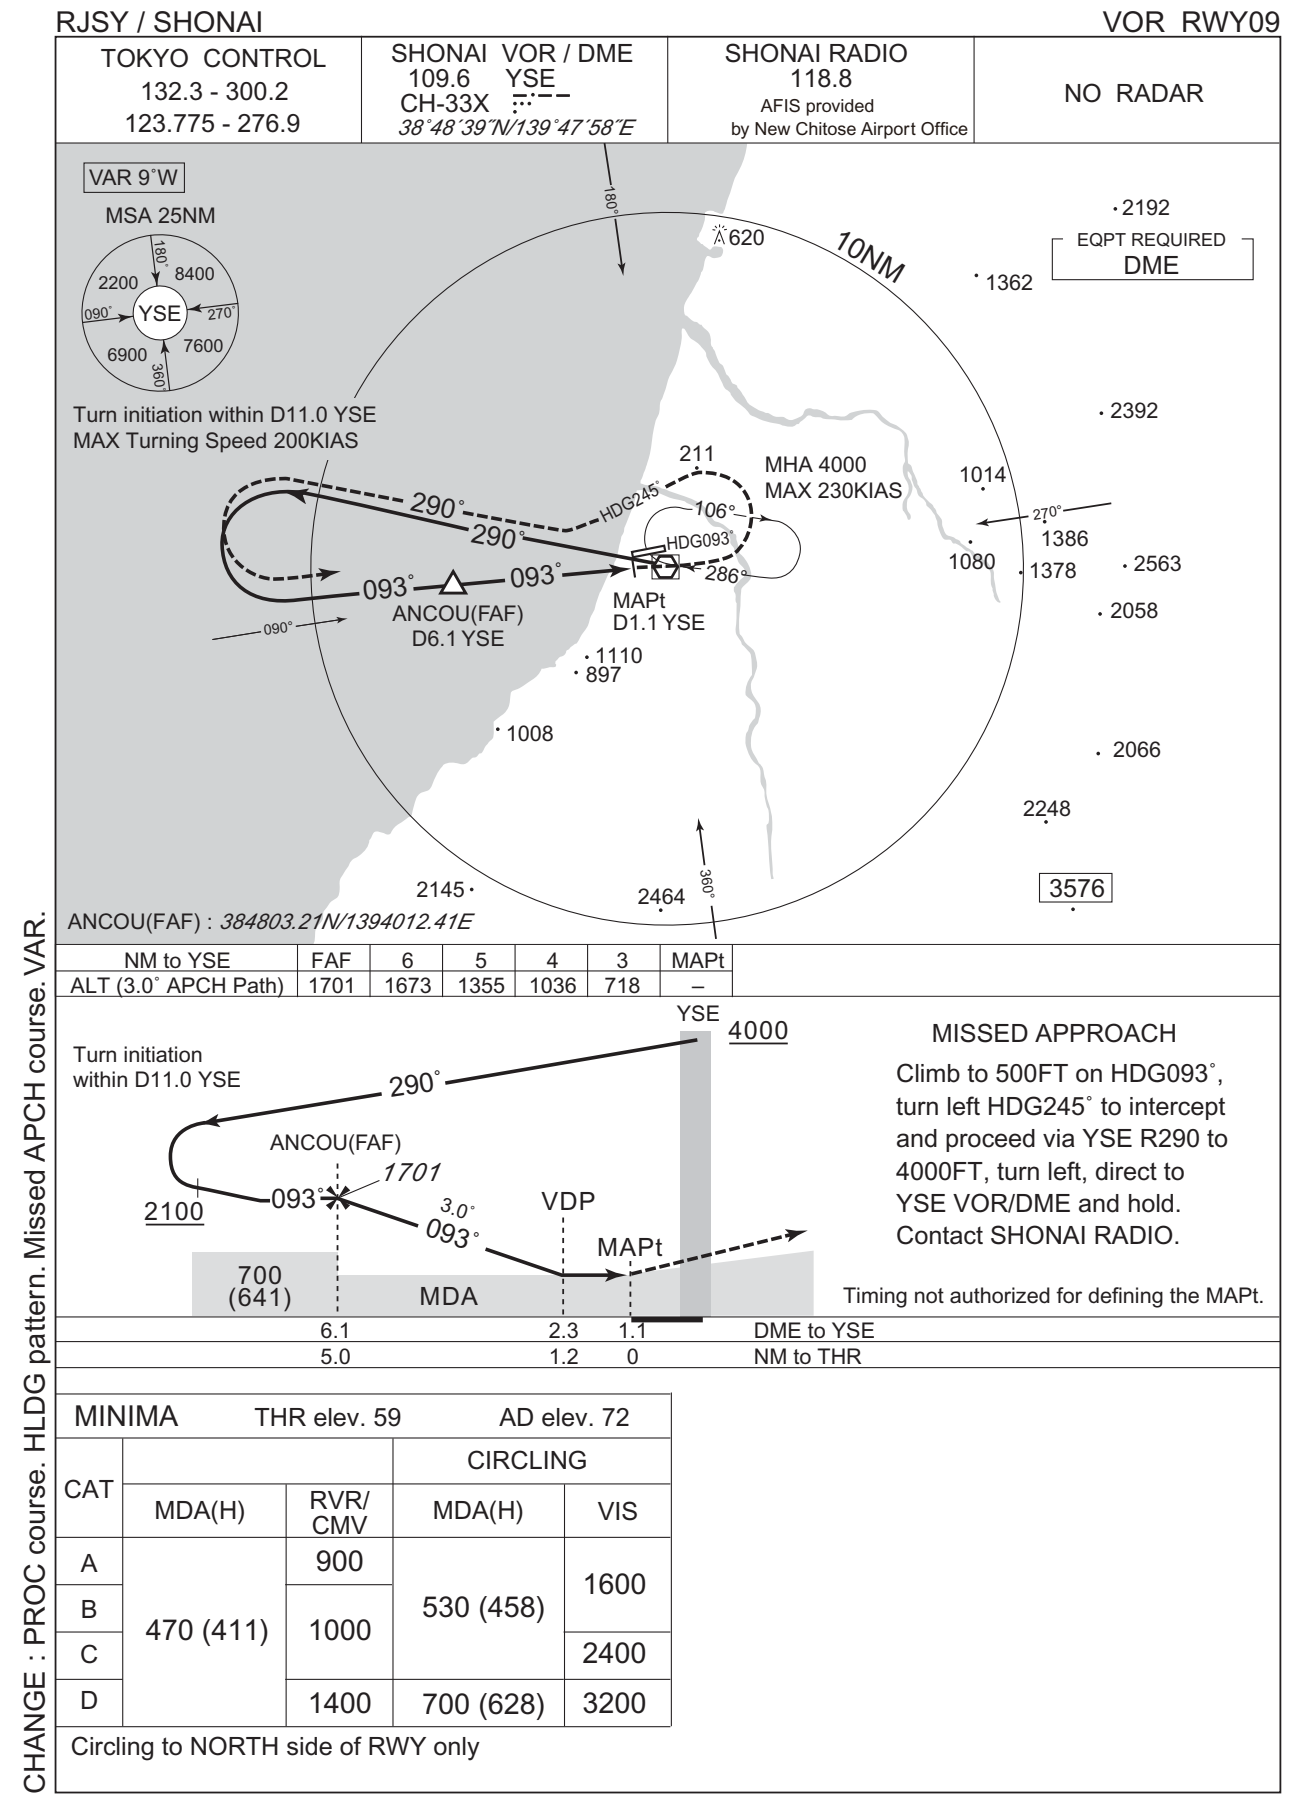 RJSY / SHONAI
VOR RWY09
TOKYO CONTROL
132.3 - 300.2
123.775 - 276.9
SHONAI VOR / DME
109.6 YSE
CH-33X
38°48′39″N/139°47′58″E
SHONAI RADIO
118.8
AFIS provided
by New Chitose Airport Office
NO RADAR
VAR 9°W
MSA 25NM
180°
2200
8400
090°
YSE
270°
6900
7600
360°
Turn initiation within D11.0 YSE
MAX Turning Speed 200KIAS
180°
620
10NM
2192
EQPT REQUIRED
DME
1362
2392
211
MHA 4000
MAX 230KIAS
1014
HDG245°
290°
290°
106°
HDG093°
286°
270°
1386
1080
1378
2563
2058
093°
093°
ANCOU(FAF)
D6.1 YSE
MAPt
D1.1 YSE
090°
1110
897
1008
2066
2248
360°
2145
2464
3576
ANCOU(FAF) : 384803.21N/1394012.41E
NM to YSE FAF 6 5 4 3 MAPt
ALT (3.0° APCH Path) 1701 1673 1355 1036 718 –
YSE
4000
Turn initiation
within D11.0 YSE
290°
ANCOU(FAF)
1701
2100
093°
3.0°
093°
VDP
MAPt
700
(641)
MDA
6.1 2.3 1.1 DME to YSE
5.0 1.2 0 NM to THR
MISSED APPROACH
Climb to 500FT on HDG093°,
turn left HDG245° to intercept
and proceed via YSE R290 to
4000FT, turn left, direct to
YSE VOR/DME and hold.
Contact SHONAI RADIO.
Timing not authorized for defining the MAPt.
MINIMA THR elev. 59 AD elev. 72
CAT
CIRCLING
MDA(H)
RVR/
CMV
MDA(H)
VIS
A
B
C
D
470 (411)
900
1000
1400
530 (458)
700 (628)
1600
2400
3200
Circling to NORTH side of RWY only
CHANGE : PROC course. HLDG pattern. Missed APCH course. VAR.